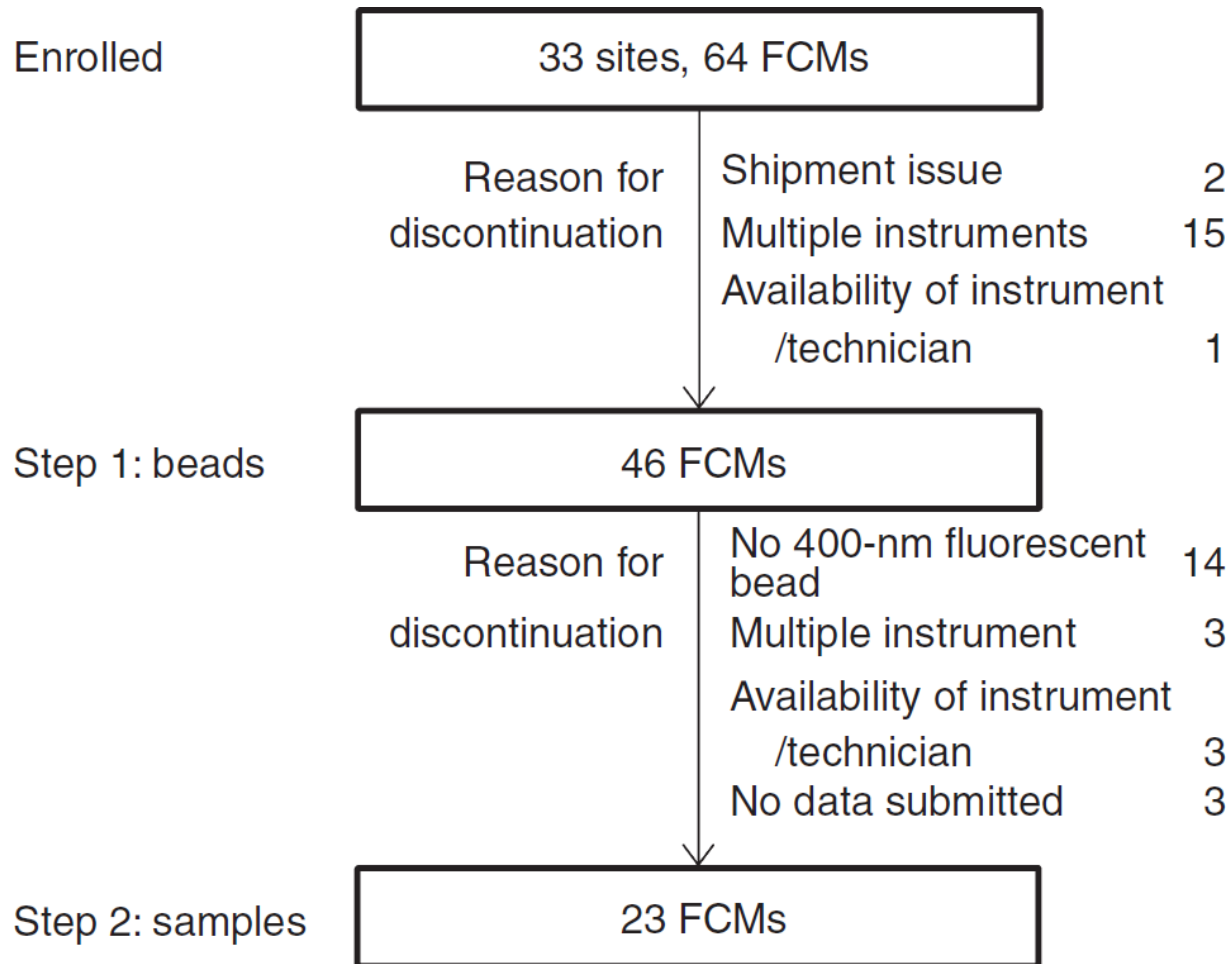 Enrolled
33 sites, 64 FCMs
Reason for
discontinuation
Shipment issue 2
Multiple instruments 15
Availability of instrument
/technician 1
Step 1: beads
46 FCMs
Reason for
discontinuation
No 400-nm fluorescent
bead 14
Multiple instrument 3
Availability of instrument
/technician 3
No data submitted 3
Step 2: samples
23 FCMs